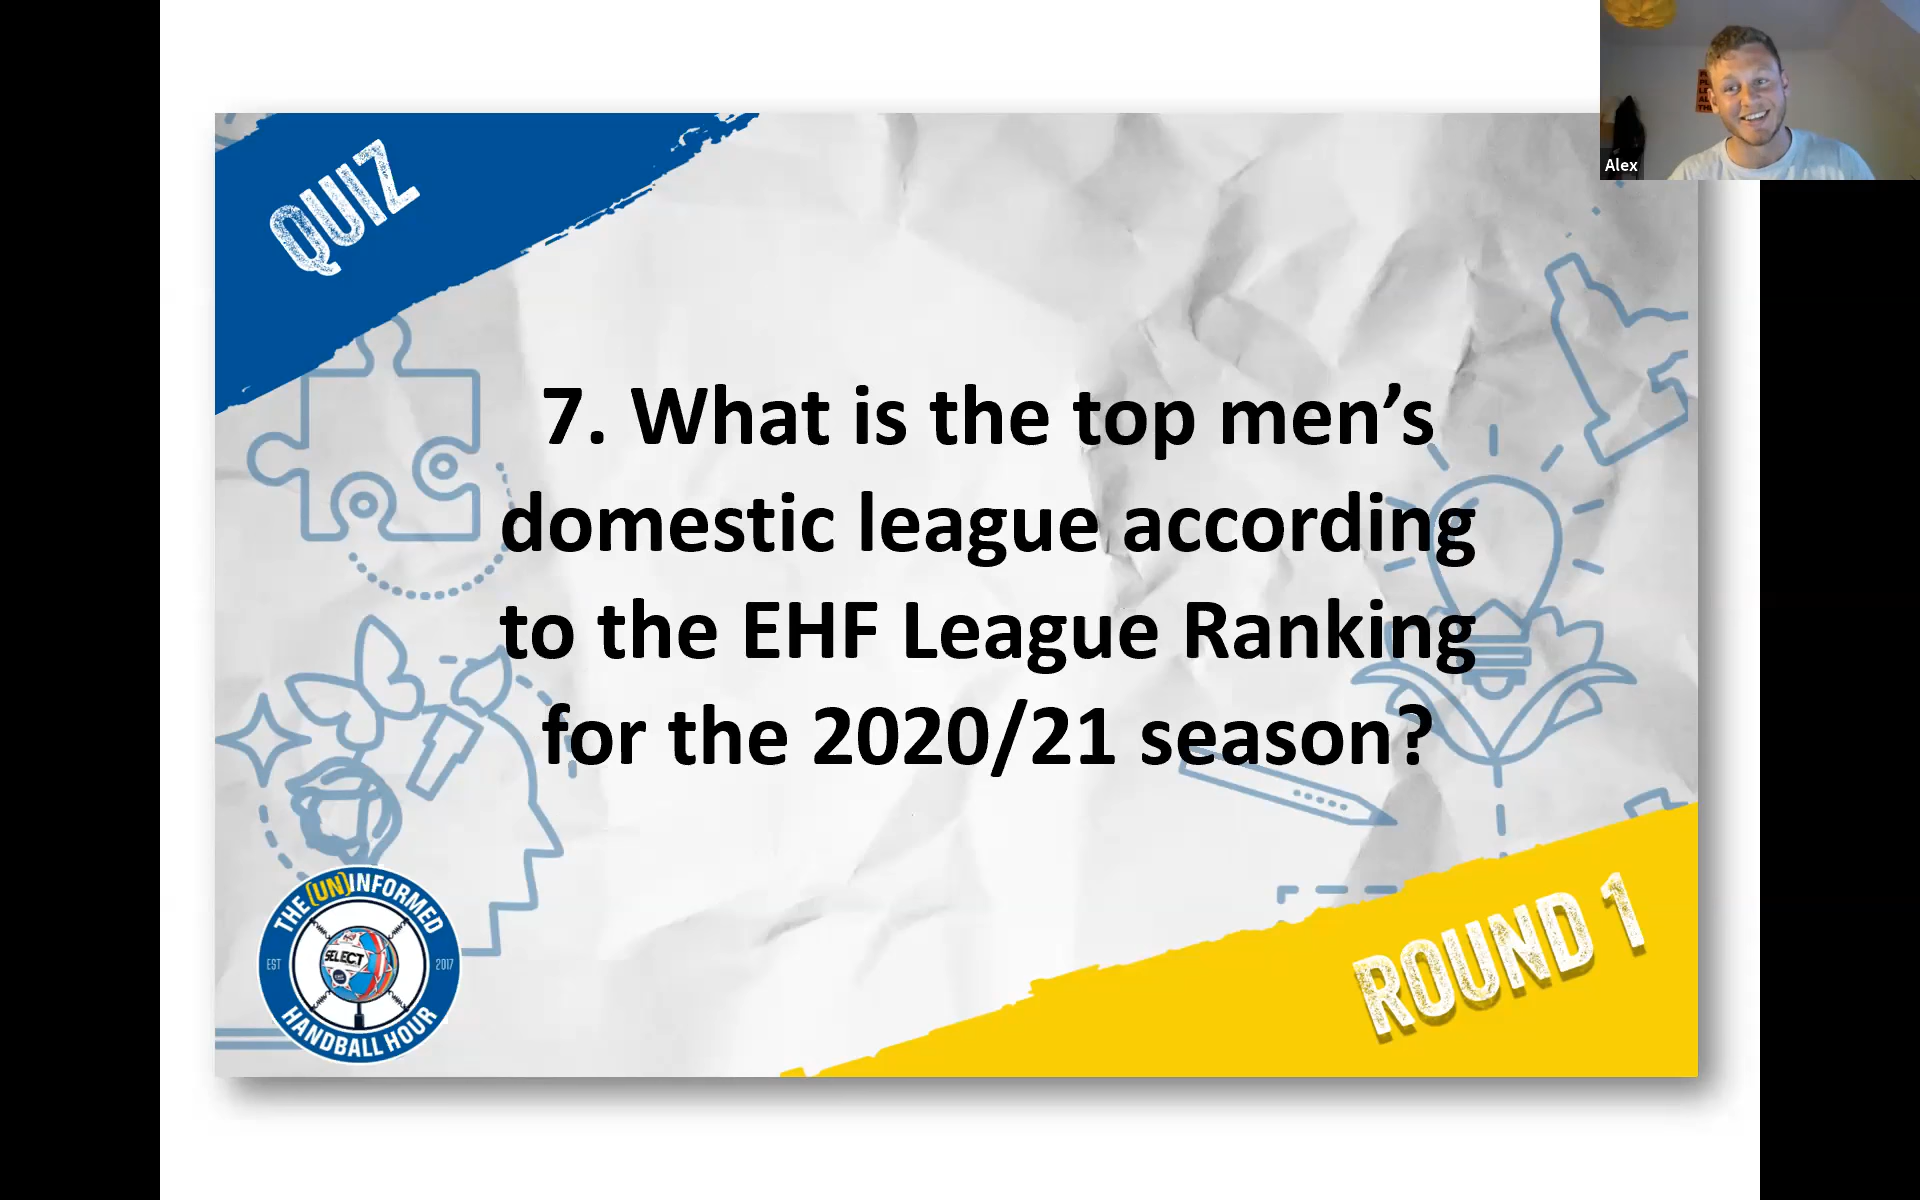 Alex
QUIZ
7. What is the top men’s
domestic league according
to the EHF League Ranking
for the 2020/21 season?
THE (UN)INFORMED
SELECT
EST 2017
HANDBALL HOUR
ROUND 1